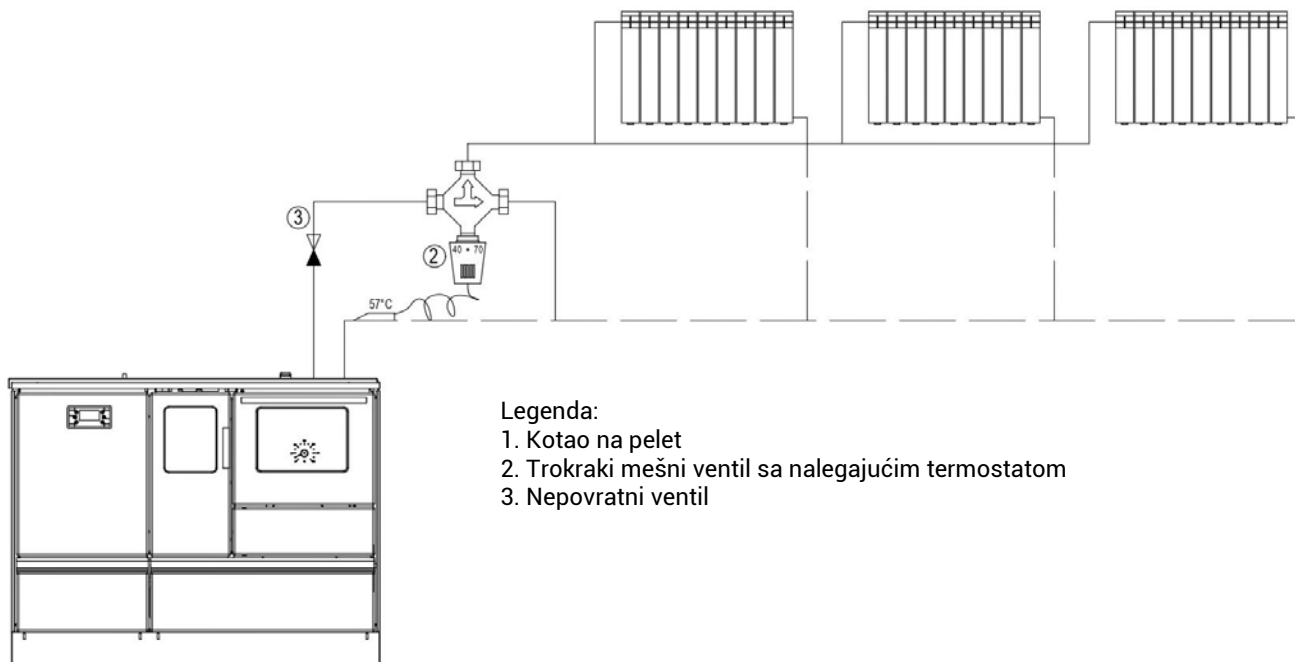 ③
②
40 • 70
57°C
Legenda:
1. Kotao na pelet
2. Trokraki mešni ventil sa nalegajućim termostatom
3. Nepovratni ventil